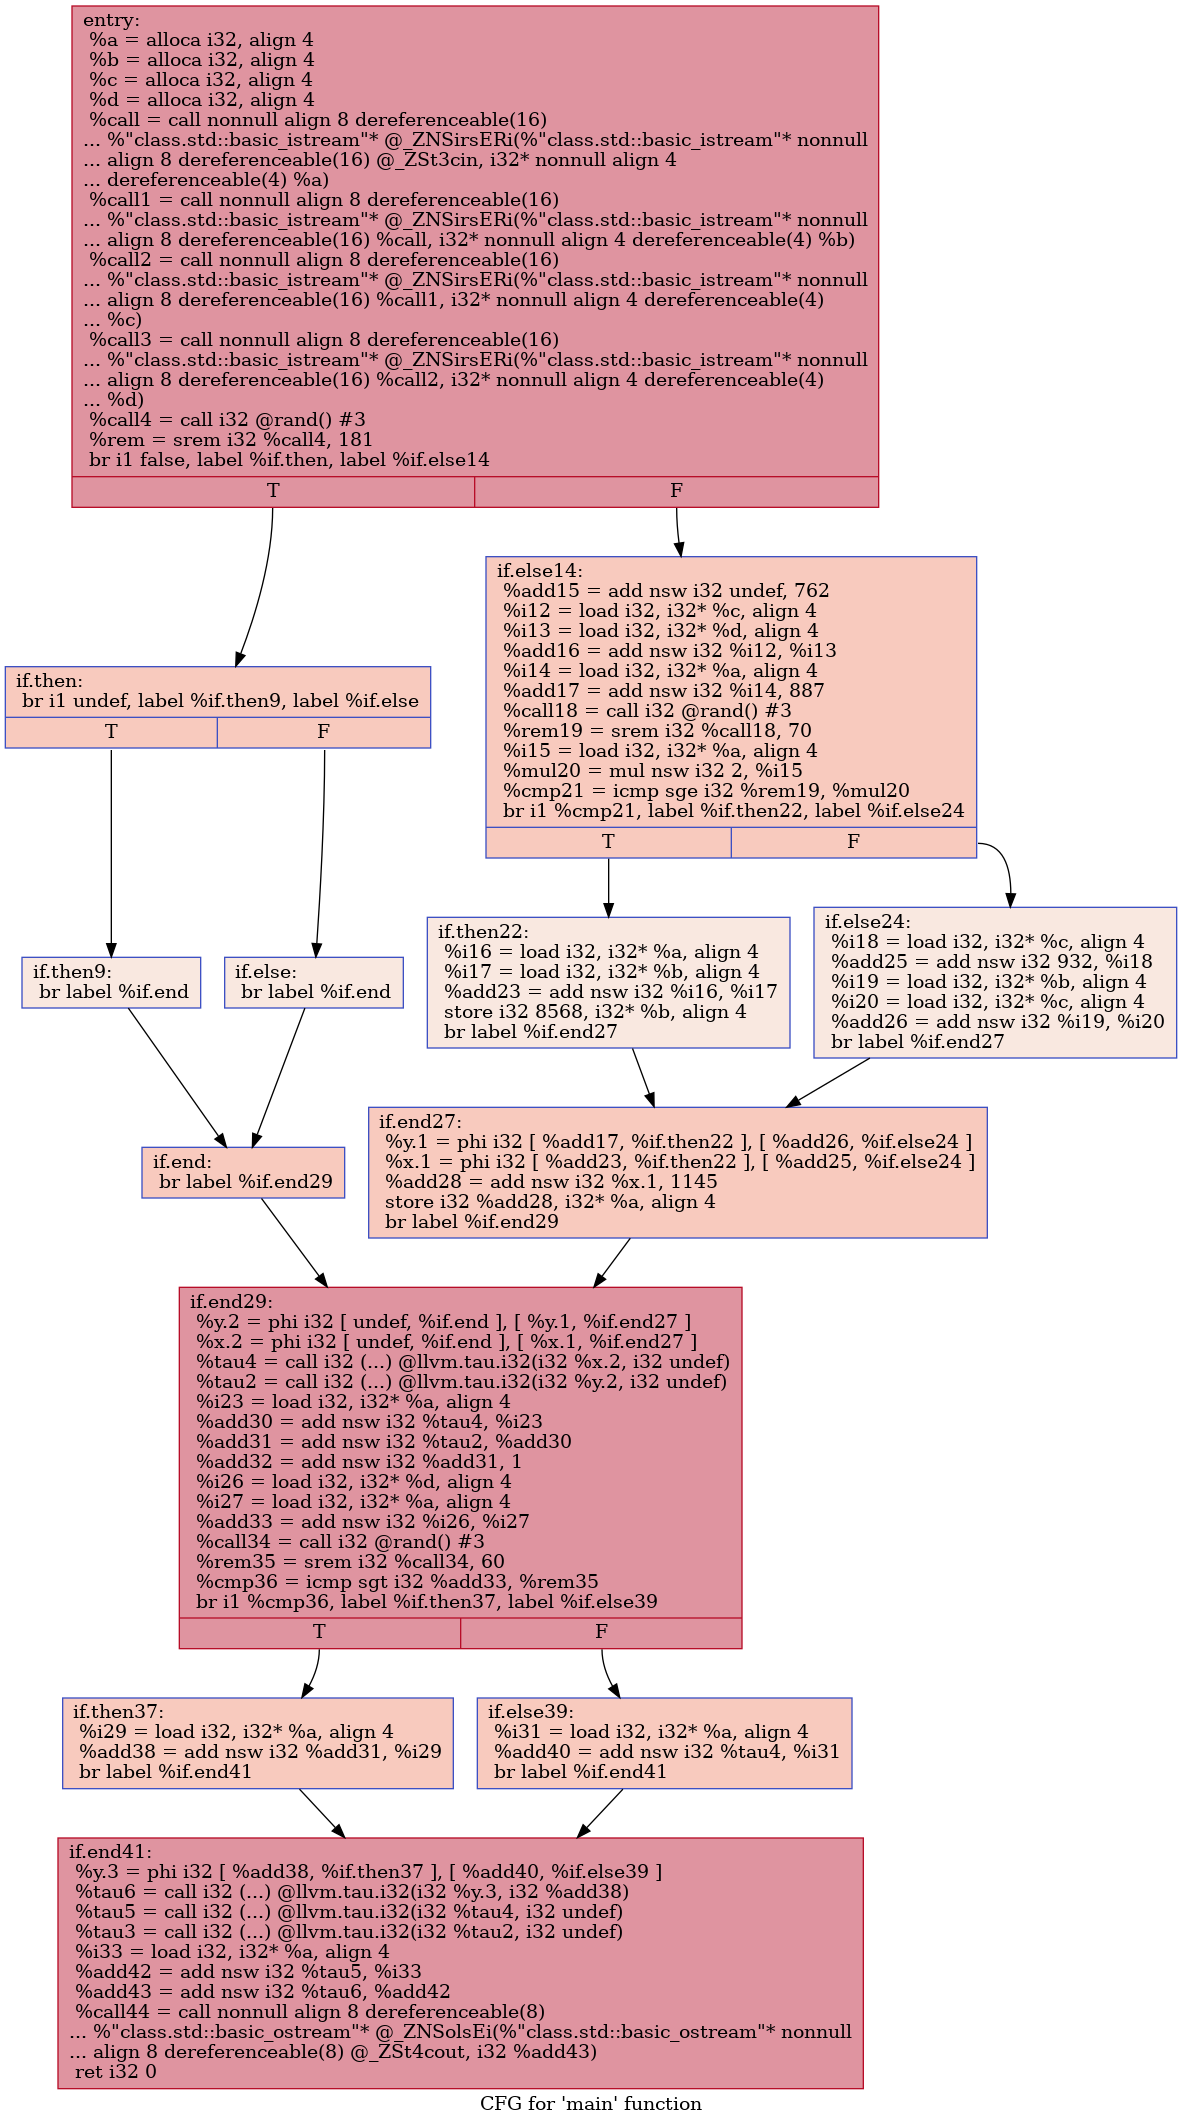 entry:
%a = alloca i32, align 4
%b = alloca i32, align 4
%c = alloca i32, align 4
%d = alloca i32, align 4
%call = call nonnull align 8 dereferenceable(16)
... %"class.std::basic_istream"* @_ZNSirsERi(%"class.std::basic_istream"* nonnull
... align 8 dereferenceable(16) @_ZSt3cin, i32* nonnull align 4
... dereferenceable(4) %a)
%call1 = call nonnull align 8 dereferenceable(16)
... %"class.std::basic_istream"* @_ZNSirsERi(%"class.std::basic_istream"* nonnull
... align 8 dereferenceable(16) %call, i32* nonnull align 4 dereferenceable(4) %b)
%call2 = call nonnull align 8 dereferenceable(16)
... %"class.std::basic_istream"* @_ZNSirsERi(%"class.std::basic_istream"* nonnull
... align 8 dereferenceable(16) %call1, i32* nonnull align 4 dereferenceable(4)
... %c)
%call3 = call nonnull align 8 dereferenceable(16)
... %"class.std::basic_istream"* @_ZNSirsERi(%"class.std::basic_istream"* nonnull
... align 8 dereferenceable(16) %call2, i32* nonnull align 4 dereferenceable(4)
... %d)
%call4 = call i32 @rand() #3
%rem = srem i32 %call4, 181
br i1 false, label %if.then, label %if.else14
T
F
if.else14:
%add15 = add nsw i32 undef, 762
%i12 = load i32, i32* %c, align 4
%i13 = load i32, i32* %d, align 4
%add16 = add nsw i32 %i12, %i13
%i14 = load i32, i32* %a, align 4
%add17 = add nsw i32 %i14, 887
%call18 = call i32 @rand() #3
%rem19 = srem i32 %call18, 70
%i15 = load i32, i32* %a, align 4
%mul20 = mul nsw i32 2, %i15
%cmp21 = icmp sge i32 %rem19, %mul20
br i1 %cmp21, label %if.then22, label %if.else24
T
F
if.then:
br i1 undef, label %if.then9, label %if.else
T
F
if.then9:
br label %if.end
if.else:
br label %if.end
if.then22:
%i16 = load i32, i32* %a, align 4
%i17 = load i32, i32* %b, align 4
%add23 = add nsw i32 %i16, %i17
store i32 8568, i32* %b, align 4
br label %if.end27
if.else24:
%i18 = load i32, i32* %c, align 4
%add25 = add nsw i32 932, %i18
%i19 = load i32, i32* %b, align 4
%i20 = load i32, i32* %c, align 4
%add26 = add nsw i32 %i19, %i20
br label %if.end27
if.end:
br label %if.end29
if.end27:
%y.1 = phi i32 [ %add17, %if.then22 ], [ %add26, %if.else24 ]
%x.1 = phi i32 [ %add23, %if.then22 ], [ %add25, %if.else24 ]
%add28 = add nsw i32 %x.1, 1145
store i32 %add28, i32* %a, align 4
br label %if.end29
if.end29:
%y.2 = phi i32 [ undef, %if.end ], [ %y.1, %if.end27 ]
%x.2 = phi i32 [ undef, %if.end ], [ %x.1, %if.end27 ]
%tau4 = call i32 (...) @llvm.tau.i32(i32 %x.2, i32 undef)
%tau2 = call i32 (...) @llvm.tau.i32(i32 %y.2, i32 undef)
%i23 = load i32, i32* %a, align 4
%add30 = add nsw i32 %tau4, %i23
%add31 = add nsw i32 %tau2, %add30
%add32 = add nsw i32 %add31, 1
%i26 = load i32, i32* %d, align 4
%i27 = load i32, i32* %a, align 4
%add33 = add nsw i32 %i26, %i27
%call34 = call i32 @rand() #3
%rem35 = srem i32 %call34, 60
%cmp36 = icmp sgt i32 %add33, %rem35
br i1 %cmp36, label %if.then37, label %if.else39
T
F
if.then37:
%i29 = load i32, i32* %a, align 4
%add38 = add nsw i32 %add31, %i29
br label %if.end41
if.else39:
%i31 = load i32, i32* %a, align 4
%add40 = add nsw i32 %tau4, %i31
br label %if.end41
if.end41:
%y.3 = phi i32 [ %add38, %if.then37 ], [ %add40, %if.else39 ]
%tau6 = call i32 (...) @llvm.tau.i32(i32 %y.3, i32 %add38)
%tau5 = call i32 (...) @llvm.tau.i32(i32 %tau4, i32 undef)
%tau3 = call i32 (...) @llvm.tau.i32(i32 %tau2, i32 undef)
%i33 = load i32, i32* %a, align 4
%add42 = add nsw i32 %tau5, %i33
%add43 = add nsw i32 %tau6, %add42
%call44 = call nonnull align 8 dereferenceable(8)
... %"class.std::basic_ostream"* @_ZNSolsEi(%"class.std::basic_ostream"* nonnull
... align 8 dereferenceable(8) @_ZSt4cout, i32 %add43)
ret i32 0
CFG for 'main' function